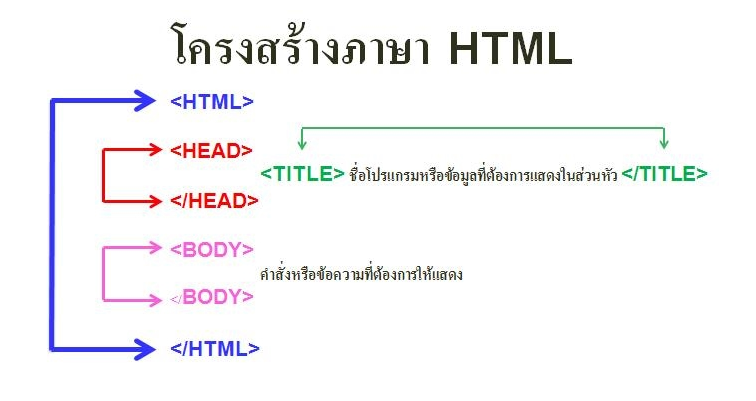 โครงสร้างภาษา HTML
<HTML>
<HEAD>
<TITLE> ชื่อโปรแกรมหรือข้อมูลที่ต้องการแสดงในส่วนหัว </TITLE>
</HEAD>
<BODY>
คำสั่งหรือข้อความที่ต้องการให้แสดง
</BODY>
</HTML>